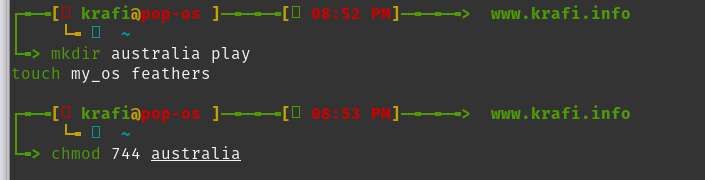 [ krafi@pop-os ]─────[ 08:52 PM]─────> www.krafi.info
~
─> mkdir australia play
touch my_os feathers
[ krafi@pop-os ]─────[ 08:53 PM]─────> www.krafi.info
~
─> chmod 744 australia